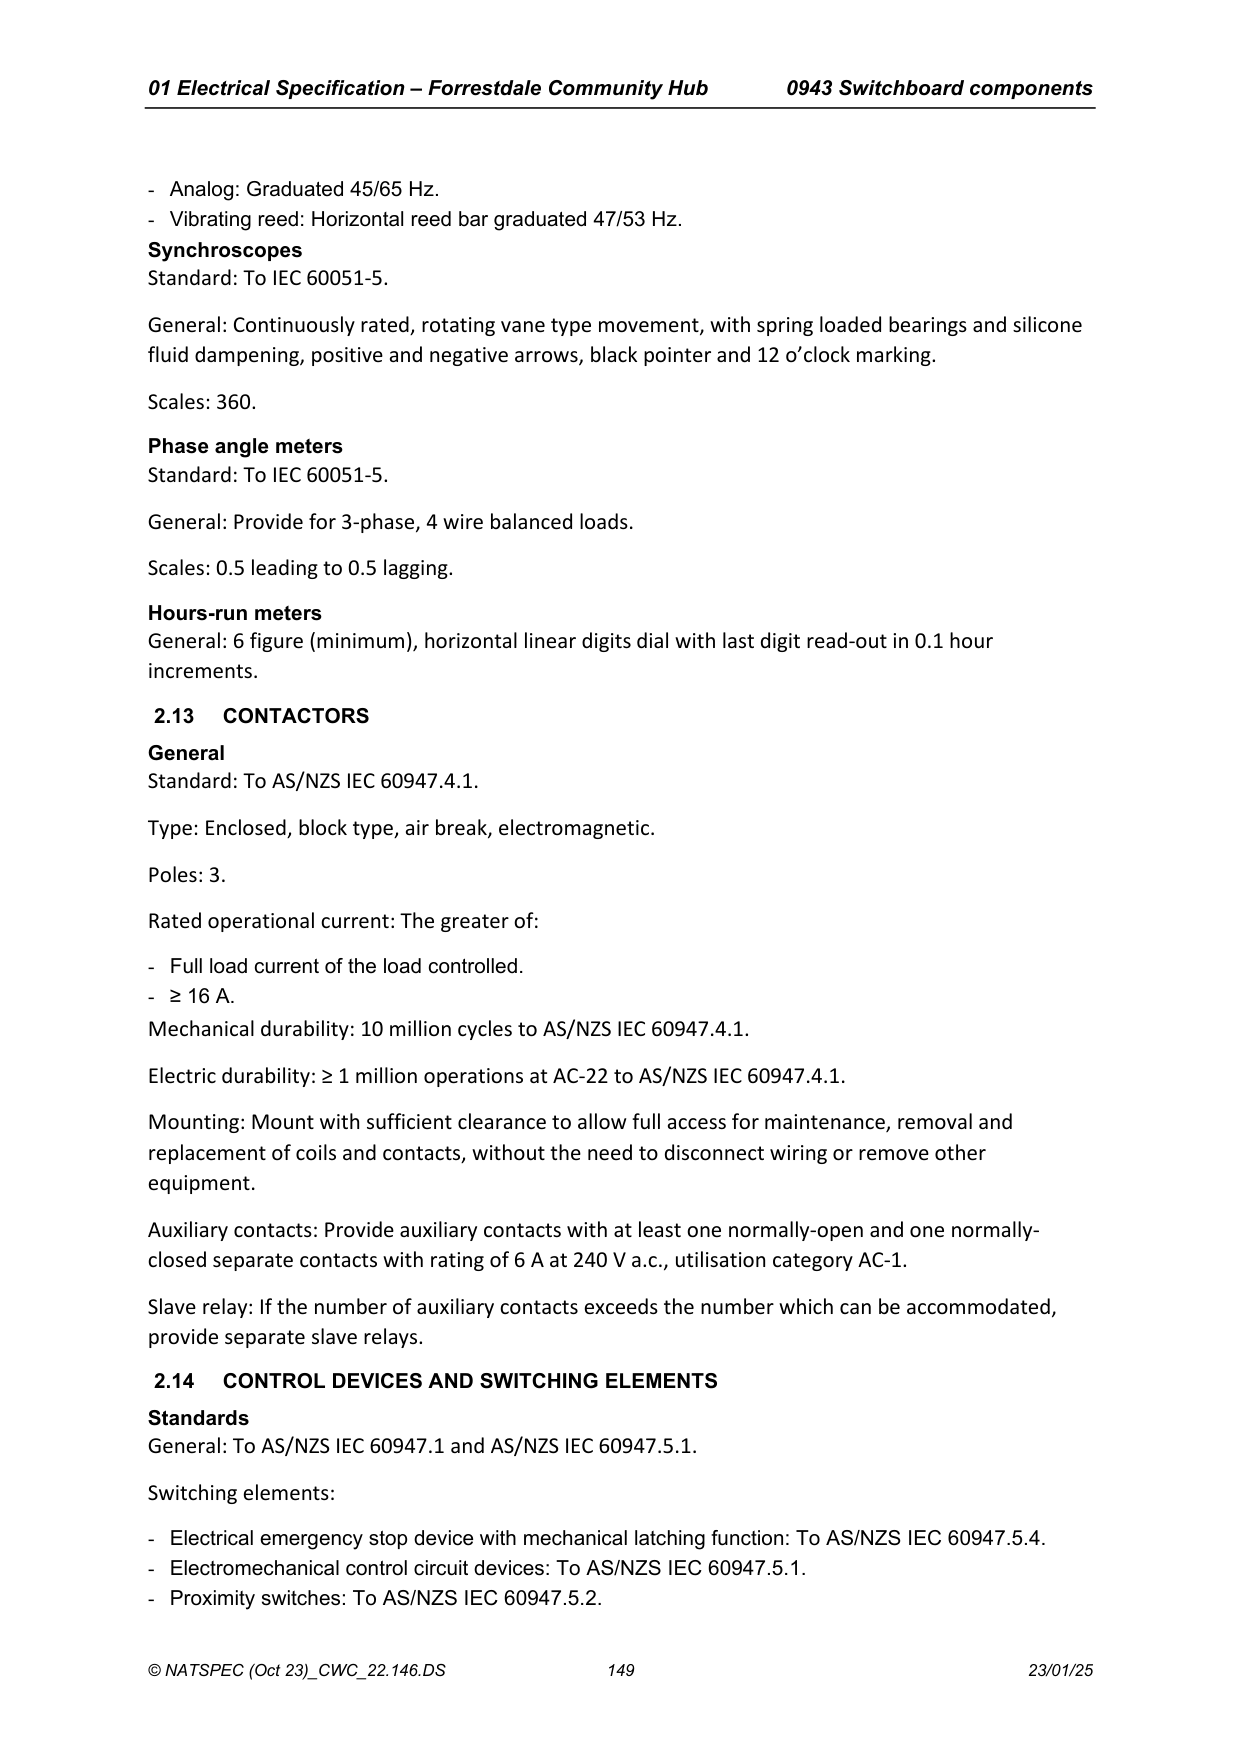 01 Electrical Specification – Forrestdale Community Hub 0943 Switchboard components
- Analog: Graduated 45/65 Hz.
- Vibrating reed: Horizontal reed bar graduated 47/53 Hz.
Synchroscopes
Standard: To IEC 60051-5.
General: Continuously rated, rotating vane type movement, with spring loaded bearings and silicone
fluid dampening, positive and negative arrows, black pointer and 12 o’clock marking.
Scales: 360.
Phase angle meters
Standard: To IEC 60051-5.
General: Provide for 3-phase, 4 wire balanced loads.
Scales: 0.5 leading to 0.5 lagging.
Hours-run meters
General: 6 figure (minimum), horizontal linear digits dial with last digit read-out in 0.1 hour
increments.
2.13 CONTACTORS
General
Standard: To AS/NZS IEC 60947.4.1.
Type: Enclosed, block type, air break, electromagnetic.
Poles: 3.
Rated operational current: The greater of:
- Full load current of the load controlled.
- ≥ 16 A.
Mechanical durability: 10 million cycles to AS/NZS IEC 60947.4.1.
Electric durability: ≥ 1 million operations at AC-22 to AS/NZS IEC 60947.4.1.
Mounting: Mount with sufficient clearance to allow full access for maintenance, removal and
replacement of coils and contacts, without the need to disconnect wiring or remove other
equipment.
Auxiliary contacts: Provide auxiliary contacts with at least one normally-open and one normally-
closed separate contacts with rating of 6 A at 240 V a.c., utilisation category AC-1.
Slave relay: If the number of auxiliary contacts exceeds the number which can be accommodated,
provide separate slave relays.
2.14 CONTROL DEVICES AND SWITCHING ELEMENTS
Standards
General: To AS/NZS IEC 60947.1 and AS/NZS IEC 60947.5.1.
Switching elements:
- Electrical emergency stop device with mechanical latching function: To AS/NZS IEC 60947.5.4.
- Electromechanical control circuit devices: To AS/NZS IEC 60947.5.1.
- Proximity switches: To AS/NZS IEC 60947.5.2.
© NATSPEC (Oct 23)_CWC_22.146.DS 149 23/01/25